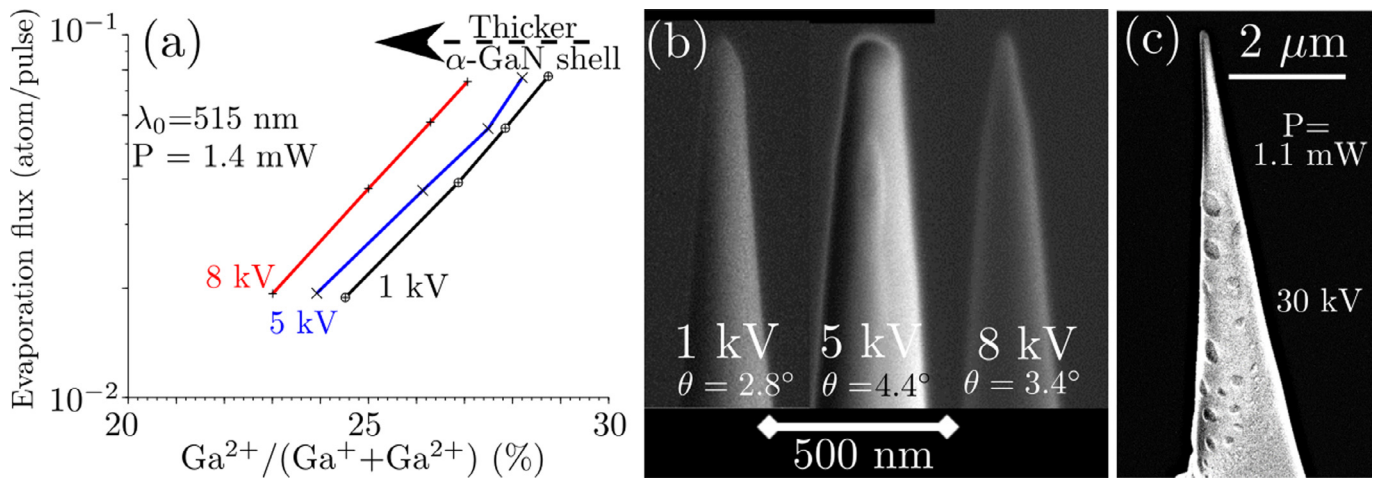 (a)
Thicker
α-GaN shell
λ₀=515 nm
P = 1.4 mW
8 kV
5 kV
1 kV
Evaporation flux (atom/pulse)
10⁻¹
10⁻²
20
25
30
Ga²⁺/(Ga⁺+Ga²⁺) (%)
(b)
1 kV
θ = 2.8°
5 kV
θ =4.4°
8 kV
θ = 3.4°
500 nm
(c)
2 μm
P=
1.1 mW
30 kV